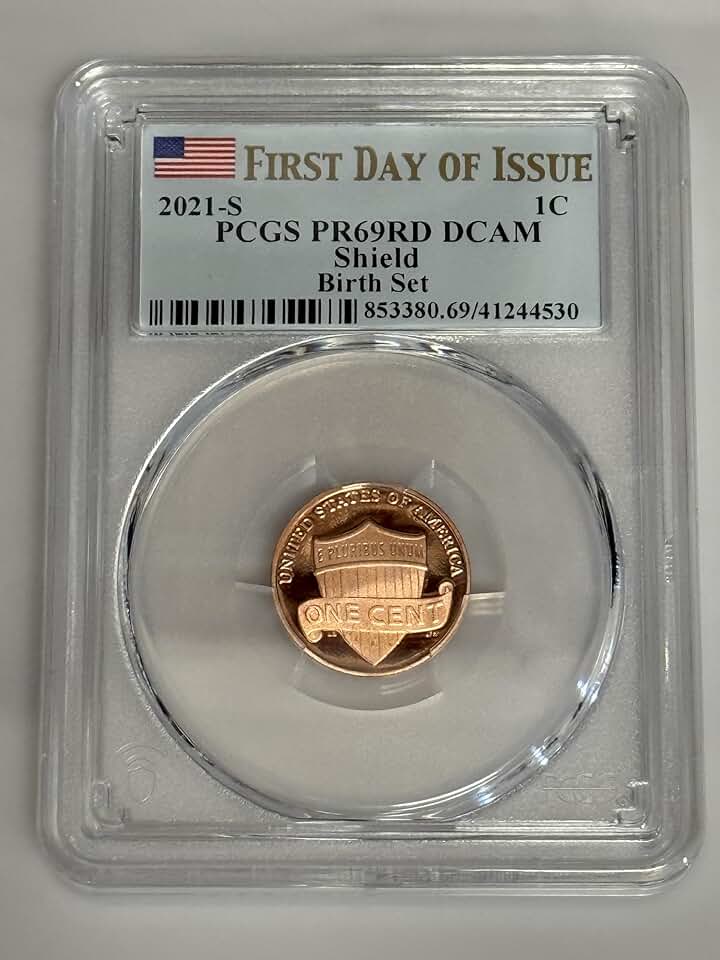 FIRST DAY OF ISSUE
2021-S 1C
PCGS PR69RD DCAM
Shield
Birth Set
853380.69/41244530
UNITED STATES OF AMERICA
E PLURIBUS UNUM
ONE CENT